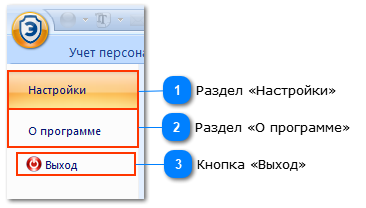 Э
Учет персона
Настройки
1 Раздел «Настройки»
О программе
2 Раздел «О программе»
Выход
3 Кнопка «Выход»